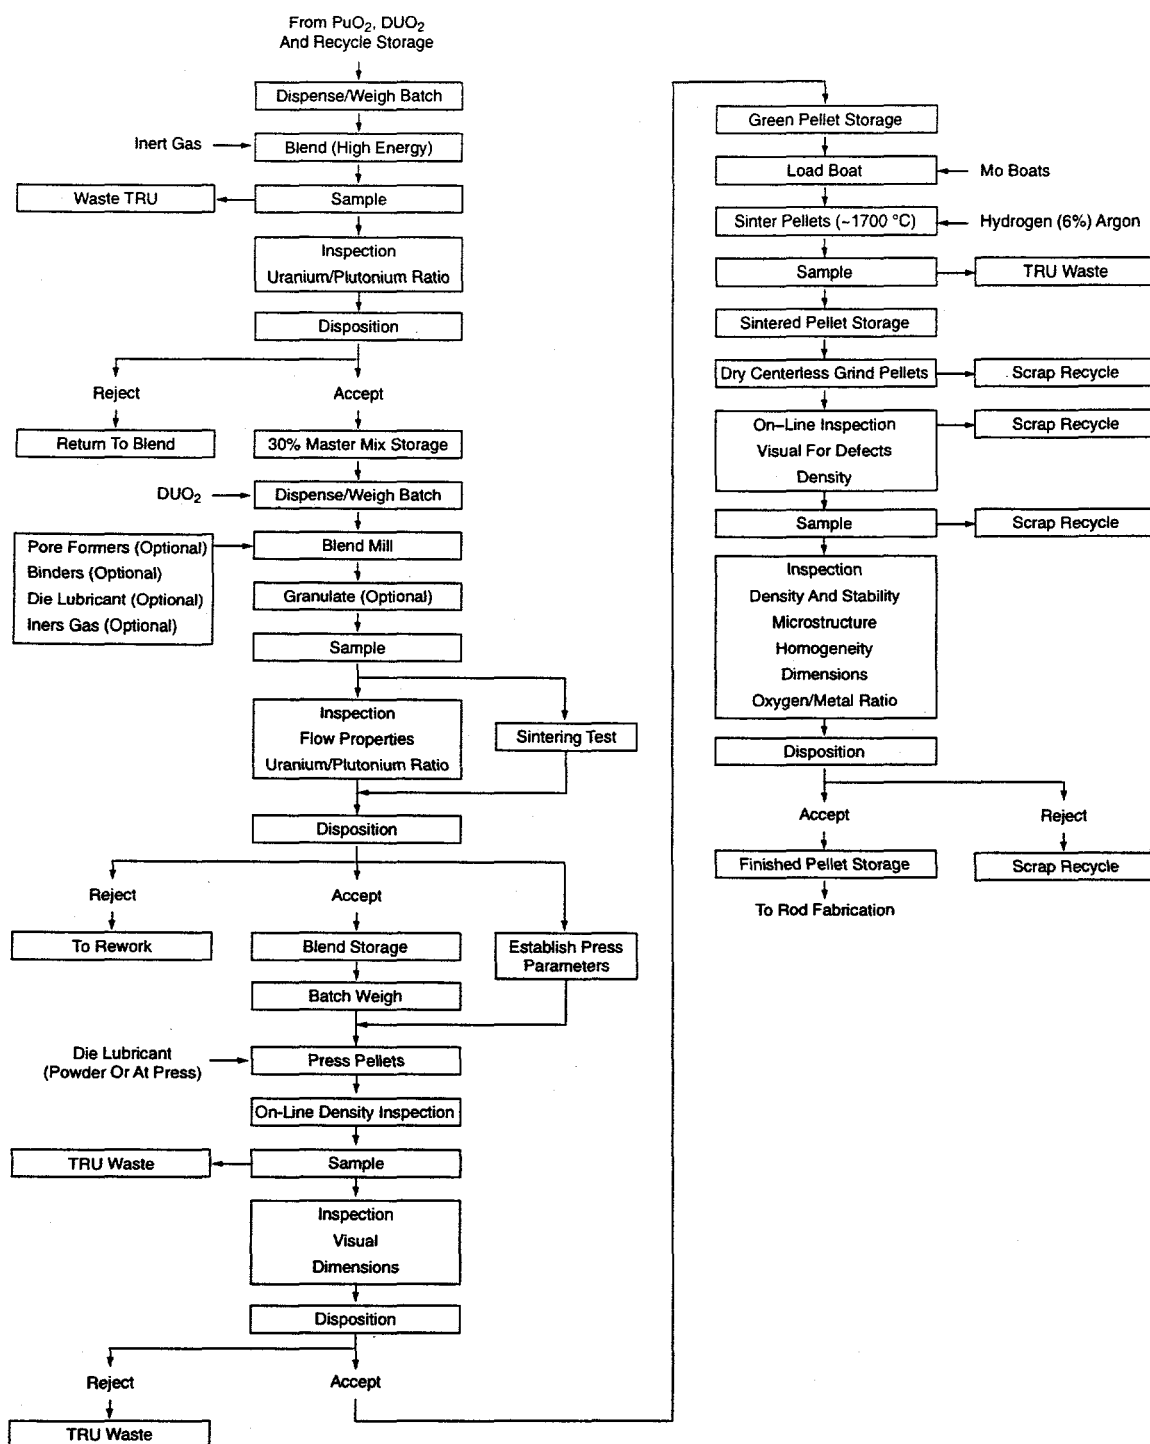 From PuO2, DUO2
And Recycle Storage
Dispense/Weigh Batch
Inert Gas
Blend (High Energy)
Waste TRU
Sample
Inspection
Uranium/Plutonium Ratio
Disposition
Reject
Accept
Return To Blend
30% Master Mix Storage
DUO2
Dispense/Weigh Batch
Pore Formers (Optional)
Binders (Optional)
Die Lubricant (Optional)
Iners Gas (Optional)
Blend Mill
Granulate (Optional)
Sample
Inspection
Flow Properties
Uranium/Plutonium Ratio
Sintering Test
Disposition
Reject
Accept
To Rework
Blend Storage
Establish Press
Parameters
Batch Weigh
Die Lubricant
(Powder Or At Press)
Press Pellets
On-Line Density Inspection
TRU Waste
Sample
Inspection
Visual
Dimensions
Disposition
Reject
Accept
TRU Waste
Green Pellet Storage
Load Boat
Mo Boats
Sinter Pellets (~1700 °C)
Hydrogen (6%) Argon
Sample
TRU Waste
Sintered Pellet Storage
Dry Centerless Grind Pellets
Scrap Recycle
On–Line Inspection
Visual For Defects
Density
Scrap Recycle
Sample
Scrap Recycle
Inspection
Density And Stability
Microstructure
Homogeneity
Dimensions
Oxygen/Metal Ratio
Disposition
Accept
Reject
Finished Pellet Storage
Scrap Recycle
To Rod Fabrication